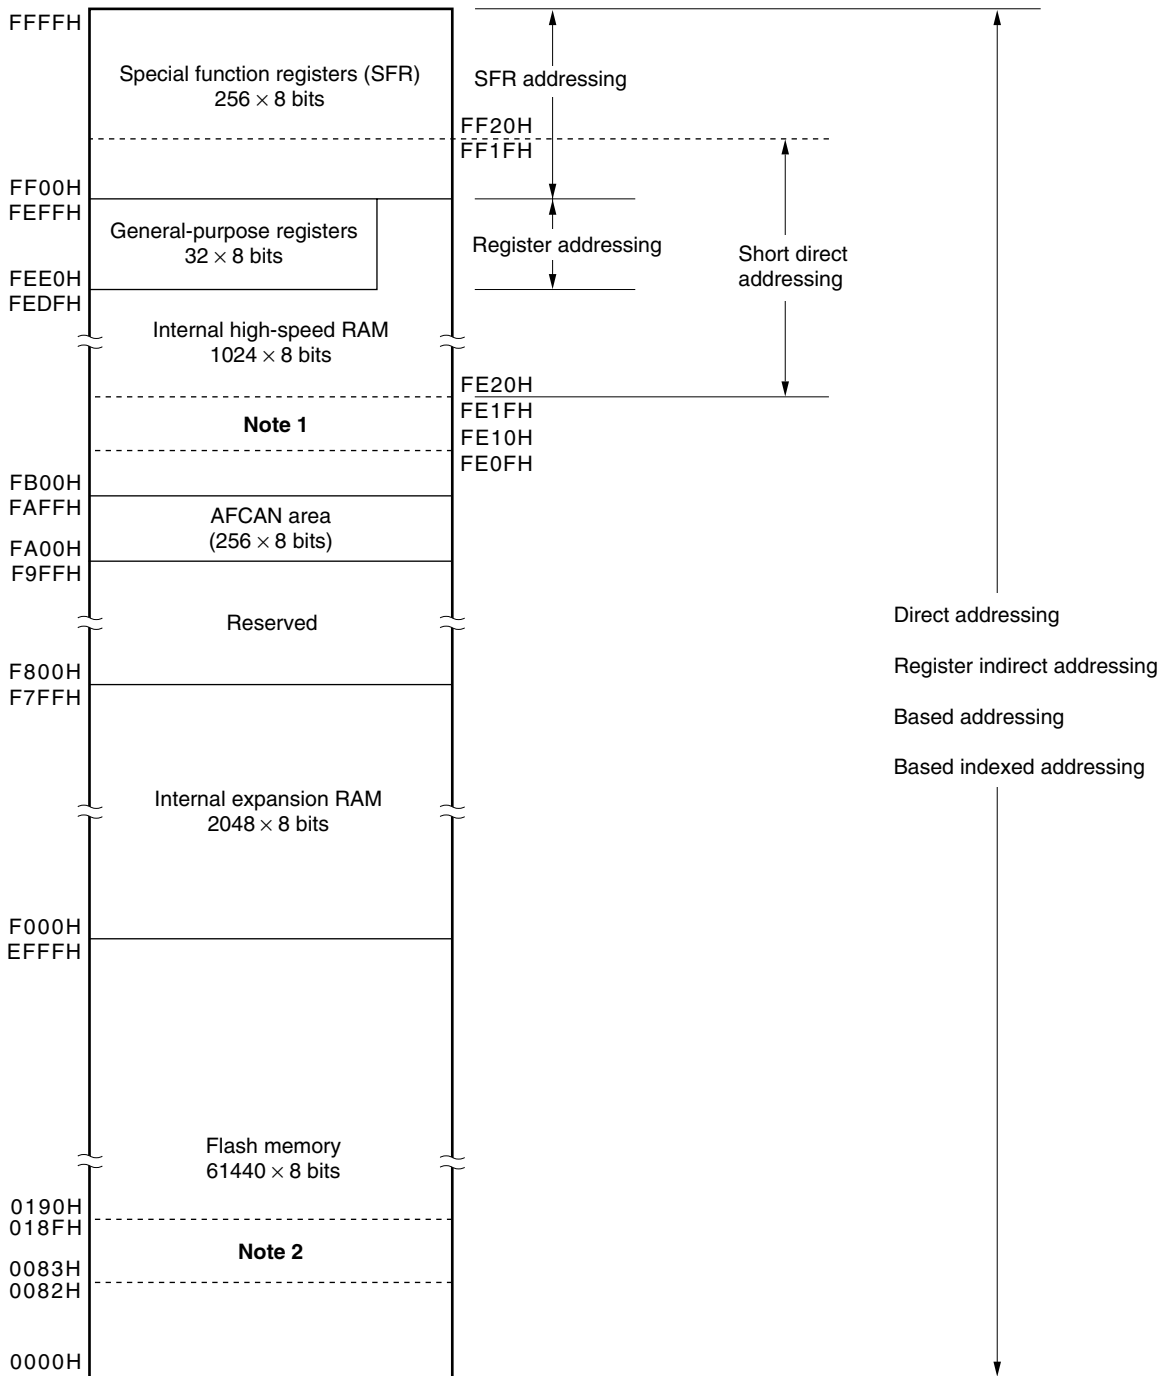 FFFFH
Special function registers (SFR)
256 × 8 bits
SFR addressing
FF20H
FF1FH
FF00H
FEFFH
General-purpose registers
32 × 8 bits
Register addressing
Short direct
addressing
FEE0H
FEDFH
Internal high-speed RAM
1024 × 8 bits
FE20H
FE1FH
Note 1
FE10H
FE0FH
FB00H
FAFFH
AFCAN area
(256 × 8 bits)
FA00H
F9FFH
Reserved
Direct addressing
Register indirect addressing
Based addressing
Based indexed addressing
F800H
F7FFH
Internal expansion RAM
2048 × 8 bits
F000H
EFFFH
Flash memory
61440 × 8 bits
0190H
018FH
Note 2
0083H
0082H
0000H